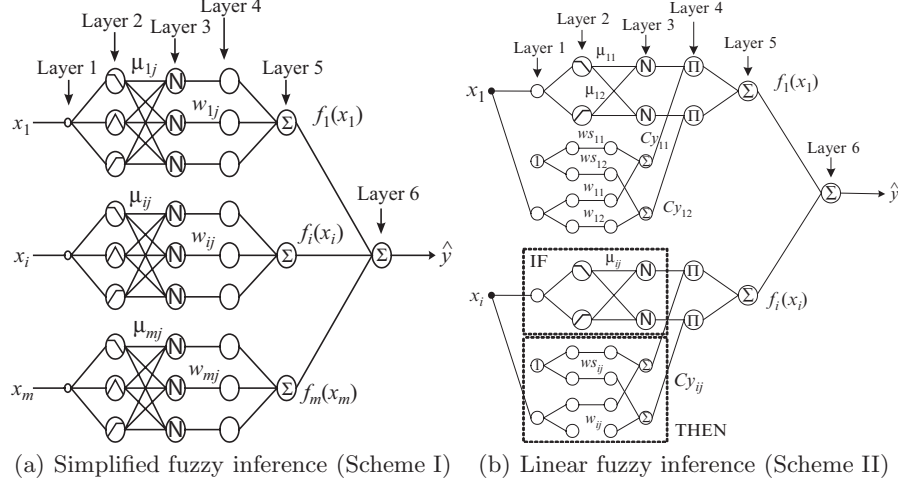 Layer 1
Layer 2
Layer 3
Layer 4
Layer 5
Layer 6
x1
μ1j
N
N
N
w1j
Σ
f1(x1)
xi
μij
N
N
N
wij
Σ
fi(xi)
Σ
ŷ
xm
μmj
N
N
N
wmj
Σ
fm(xm)
(a) Simplified fuzzy inference (Scheme I)
Layer 1
Layer 2
Layer 3
Layer 4
Layer 5
Layer 6
x1
μ11
μ12
N
N
Π
Π
Σ
f1(x1)
1
ws11
ws12
w11
w12
Σ
Σ
Cy11
Cy12
Σ
ŷ
IF
xi
μij
N
N
Π
Π
Σ
fi(xi)
1
wsij
wij
Σ
Σ
Cyij
THEN
(b) Linear fuzzy inference (Scheme II)